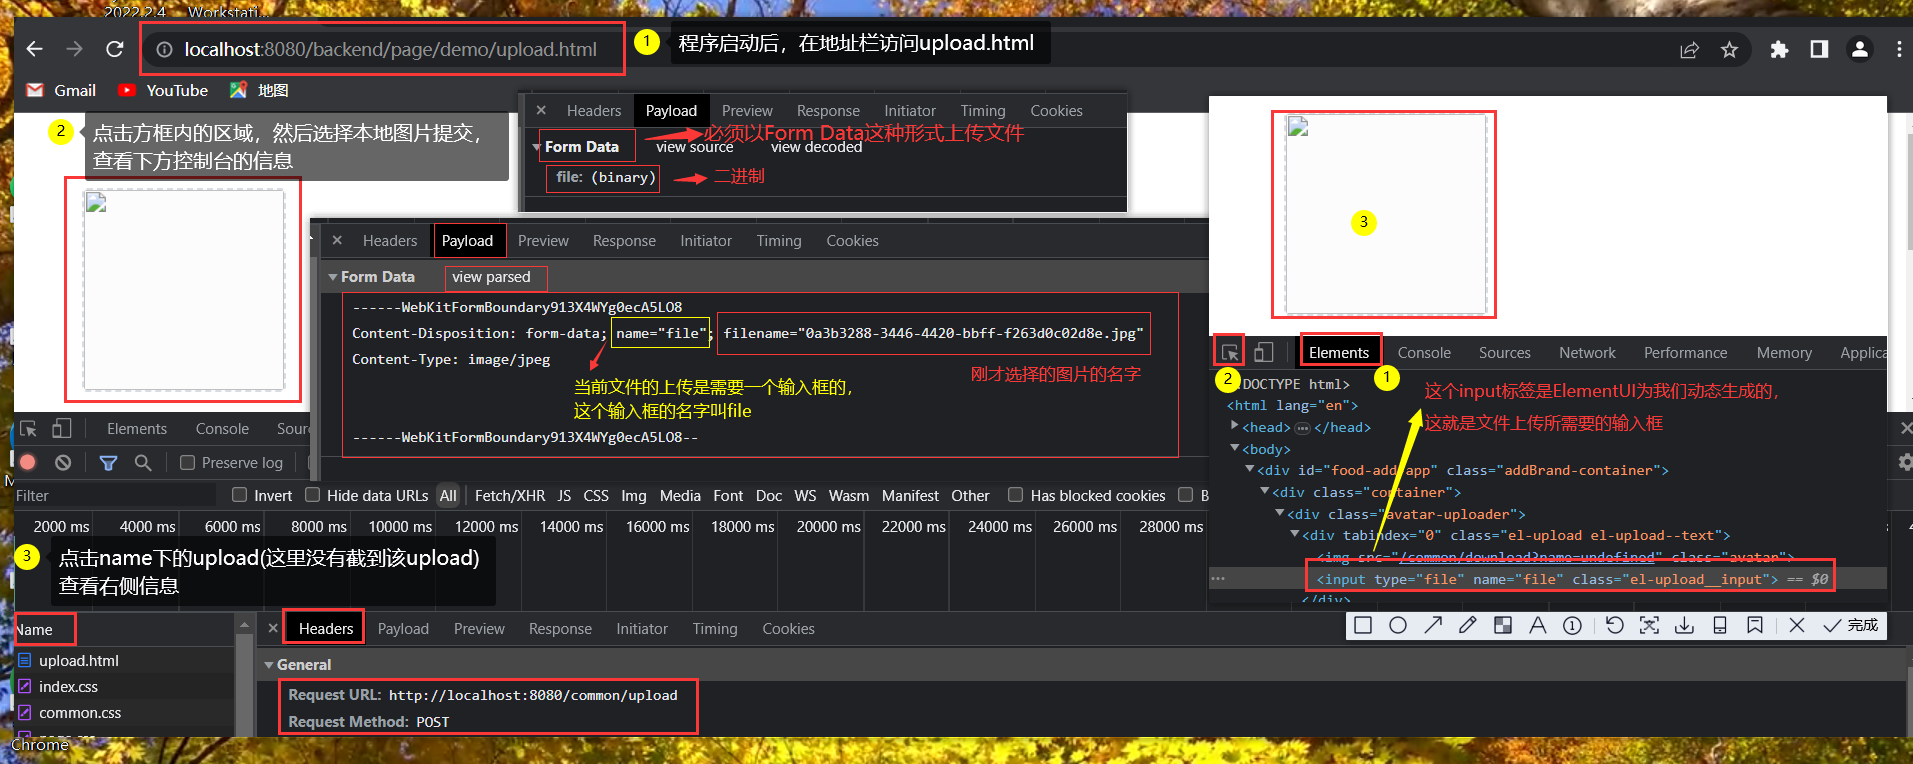 2022.2.4 Workstati...
localhost:8080/backend/page/demo/upload.html
1 程序启动后，在地址栏访问upload.html
Gmail YouTube 地图
2 点击方框内的区域，然后选择本地图片提交，
查看下方控制台的信息
× Headers Payload Preview Response Initiator Timing Cookies
必须以Form Data这种形式上传文件
Form Data view source view decoded
file: (binary) 二进制
× Headers Payload Preview Response Initiator Timing Cookies
Form Data view parsed
------WebKitFormBoundary913X4WYg0ecA5LO8
Content-Disposition: form-data; name="file"; filename="0a3b3288-3446-4420-bbff-f263d0c02d8e.jpg"
Content-Type: image/jpeg
刚才选择的图片的名字
当前文件的上传是需要一个输入框的，
这个输入框的名字叫file
------WebKitFormBoundary913X4WYg0ecA5LO8--
3
Elements Console Sources Network Performance Memory Applica
2 1
这个input标签是ElementUI为我们动态生成的，
这就是文件上传所需要的输入框
DOCTYPE html>
<html lang="en">
<head> ••• </head>
<body>
<div id="food-add-app" class="addBrand-container">
<div class="container">
<div class="avatar-uploader">
<div tabindex="0" class="el-upload el-upload--text">
<img src="/common/download?name=undefined" class="avatar">
<input type="file" name="file" class="el-upload__input"> == $0
</div>
完成
Elements Console Sour
Preserve log
Filter Invert Hide data URLs All Fetch/XHR JS CSS Img Media Font Doc WS Wasm Manifest Other Has blocked cookies B
2000 ms 4000 ms 6000 ms 8000 ms 10000 ms 12000 ms 14000 ms 16000 ms 18000 ms 20000 ms 22000 ms 24000 ms 26000 ms 28000 ms
3 点击name下的upload(这里没有截到该upload)
查看右侧信息
Name
× Headers Payload Preview Response Initiator Timing Cookies
upload.html
index.css
common.css
General
Request URL: http://localhost:8080/common/upload
Request Method: POST
Chrome